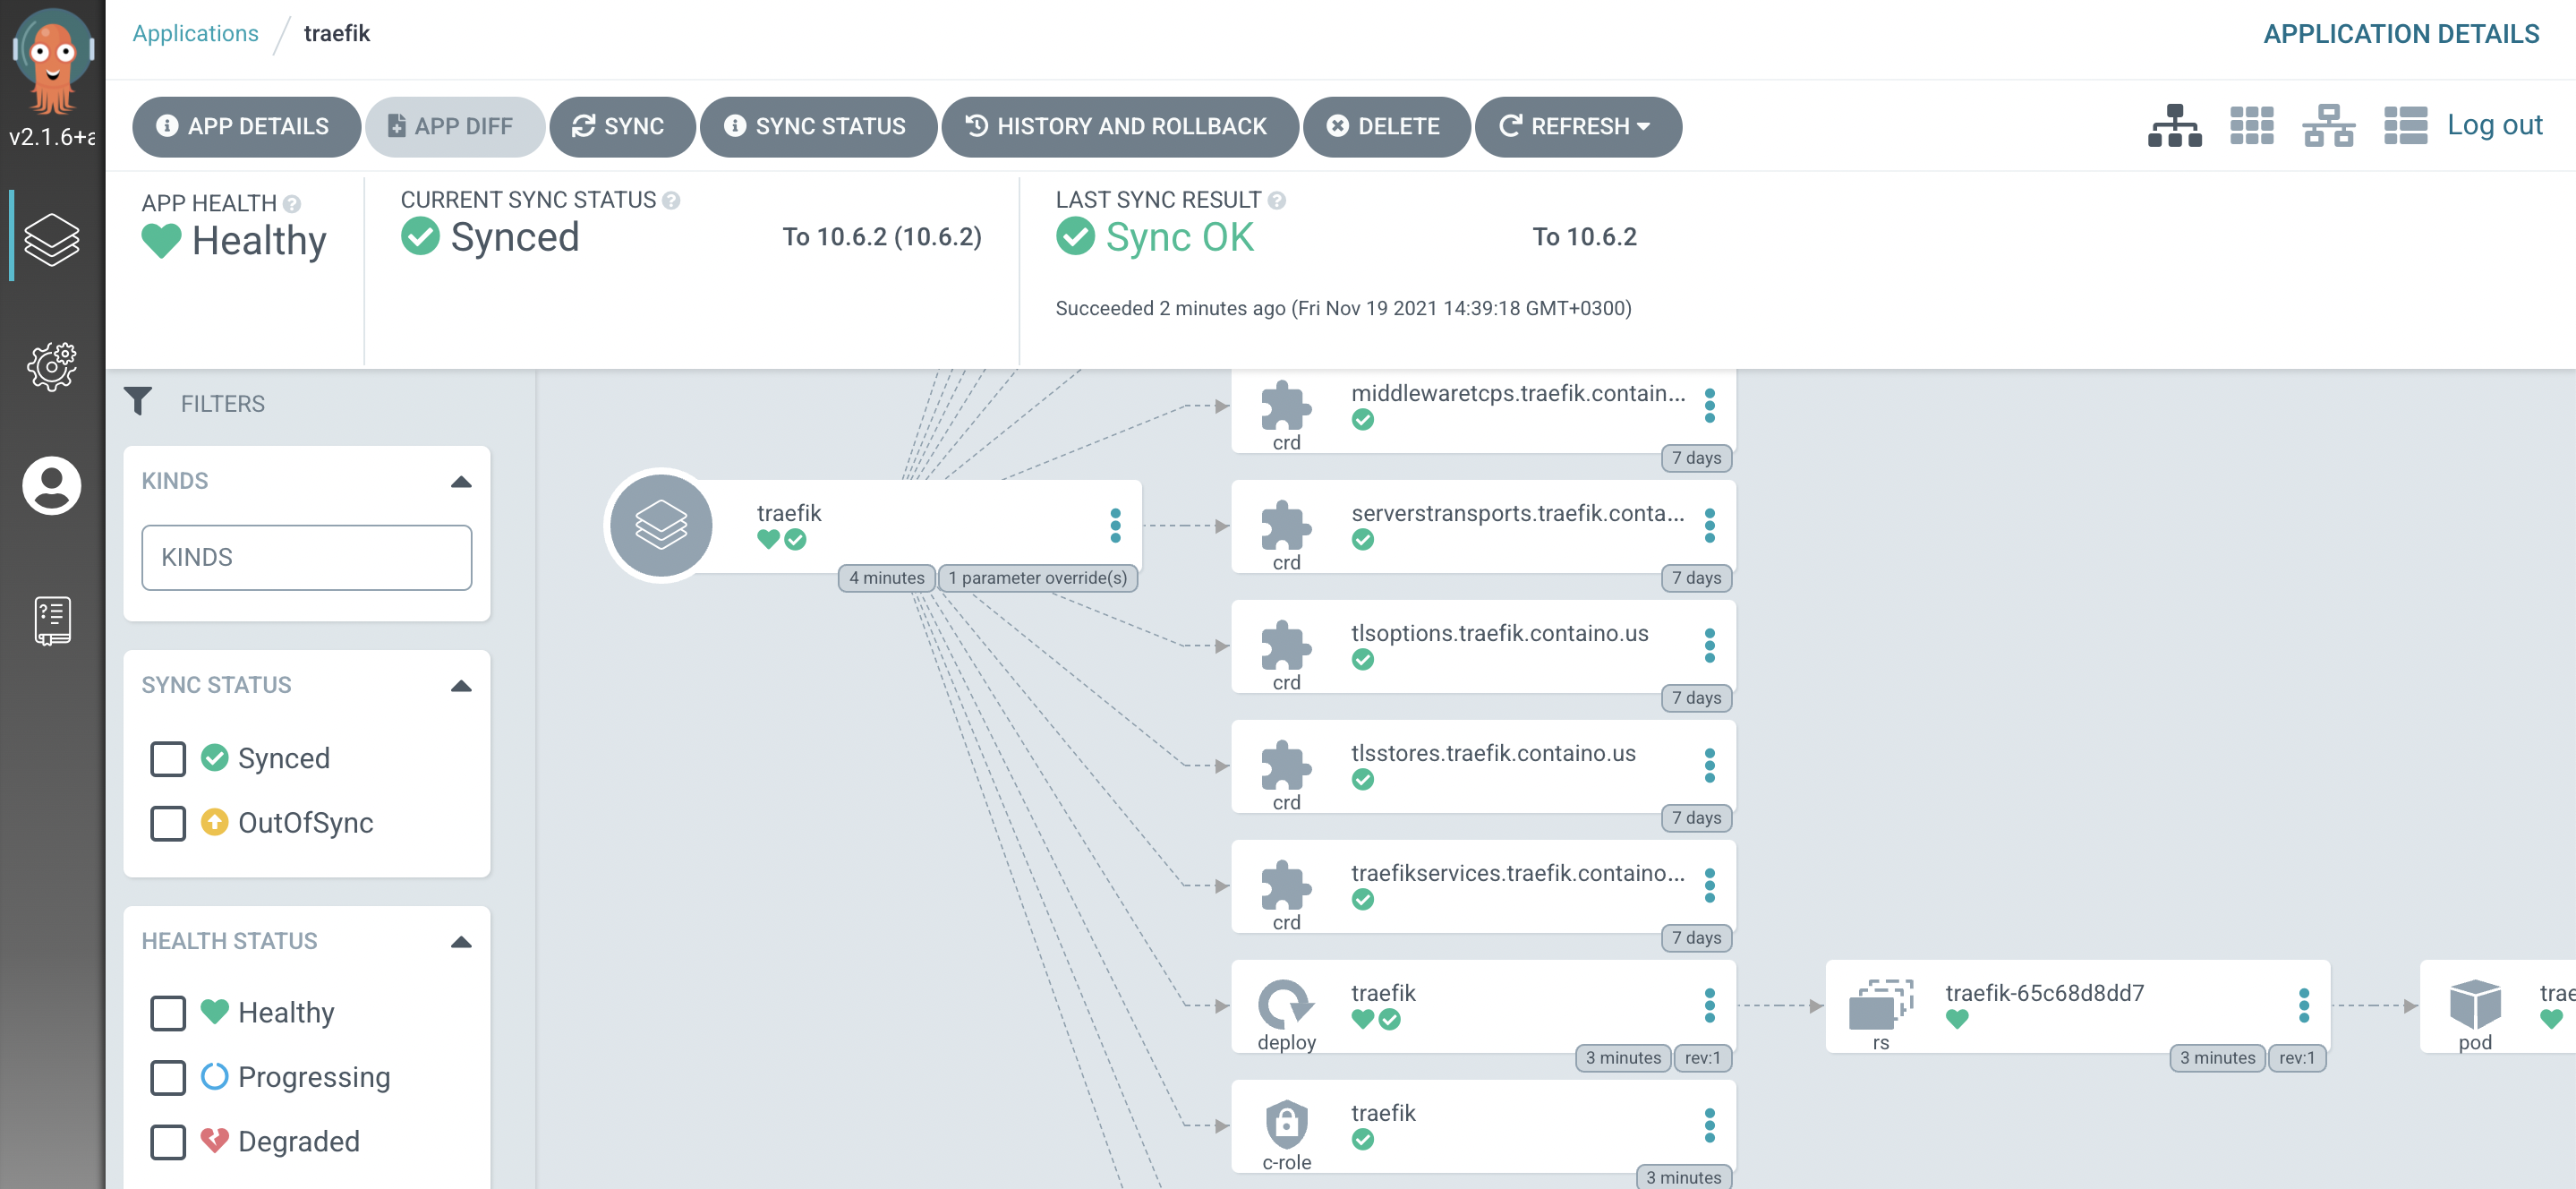 v2.1.6+a
Applications / traefik
APPLICATION DETAILS
APP DETAILS
APP DIFF
SYNC
SYNC STATUS
HISTORY AND ROLLBACK
DELETE
REFRESH
Log out
APP HEALTH
Healthy
CURRENT SYNC STATUS
Synced
To 10.6.2 (10.6.2)
LAST SYNC RESULT
Sync OK
To 10.6.2
Succeeded 2 minutes ago (Fri Nov 19 2021 14:39:18 GMT+0300)
FILTERS
KINDS
KINDS
SYNC STATUS
Synced
OutOfSync
HEALTH STATUS
Healthy
Progressing
Degraded
traefik
4 minutes
1 parameter override(s)
middlewaretcps.traefik.contain...
crd
7 days
serverstransports.traefik.conta...
crd
7 days
tlsoptions.traefik.containo.us
crd
7 days
tlsstores.traefik.containo.us
crd
7 days
traefikservices.traefik.containo...
crd
7 days
traefik
deploy
3 minutes
rev:1
traefik-65c68d8dd7
rs
3 minutes
rev:1
trae
pod
traefik
c-role
3 minutes